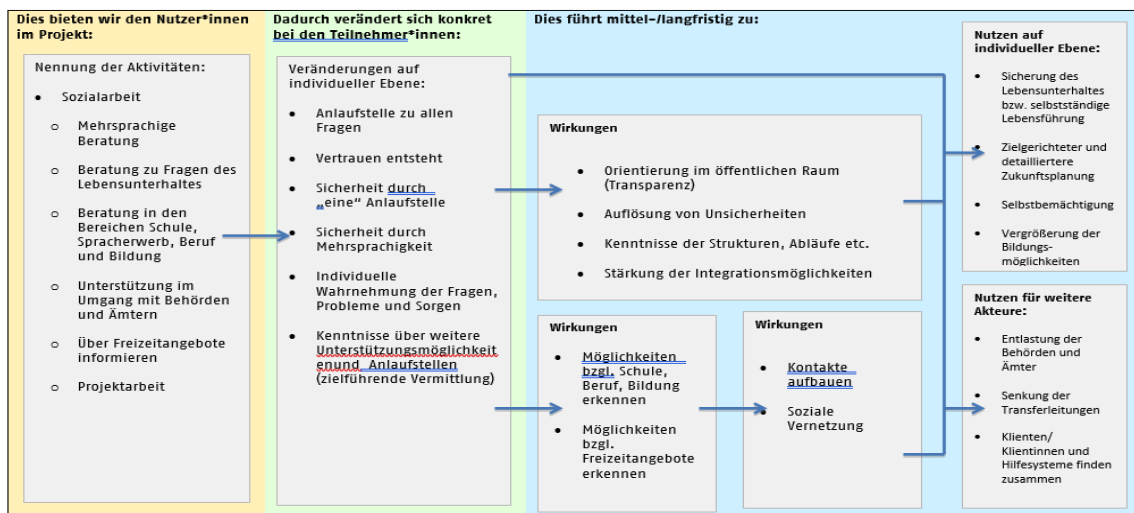 Dies bieten wir den Nutzer*innen
im Projekt:
Nennung der Aktivitäten:
• Sozialarbeit
o Mehrsprachige
Beratung
o Beratung zu Fragen des
Lebensunterhaltes
o Beratung in den
Bereichen Schule,
Spracherwerb, Beruf
und Bildung
o Unterstützung im
Umgang mit Behörden
und Ämtern
o Über Freizeitangebote
informieren
o Projektarbeit
Dadurch verändert sich konkret
bei den Teilnehmer*innen:
Veränderungen auf
individueller Ebene:
• Anlaufstelle zu allen
Fragen
• Vertrauen entsteht
• Sicherheit durch
„eine“ Anlaufstelle
• Sicherheit durch
Mehrsprachigkeit
• Individuelle
Wahrnehmung der Fragen,
Probleme und Sorgen
• Kenntnisse über weitere
Unterstützungsmöglichkeit
enund Anlaufstellen
(zielführende Vermittlung)
Dies führt mittel-/langfristig zu:
Wirkungen
• Orientierung im öffentlichen Raum
(Transparenz)
• Auflösung von Unsicherheiten
• Kenntnisse der Strukturen, Abläufe etc.
• Stärkung der Integrationsmöglichkeiten
Wirkungen
• Möglichkeiten
bzgl. Schule,
Beruf, Bildung
erkennen
• Möglichkeiten
bzgl.
Freizeitangebote
erkennen
Wirkungen
• Kontakte
aufbauen
• Soziale
Vernetzung
Nutzen auf
individueller Ebene:
• Sicherung des
Lebensunterhaltes
bzw. selbstständige
Lebensführung
• Zielgerichteter und
detailliertere
Zukunftsplanung
• Selbstbemächtigung
• Vergrößerung der
Bildungs-
möglichkeiten
Nutzen für weitere
Akteure:
• Entlastung der
Behörden und
Ämter
• Senkung der
Transferleitungen
• Klienten/
Klientinnen und
Hilfesysteme finden
zusammen